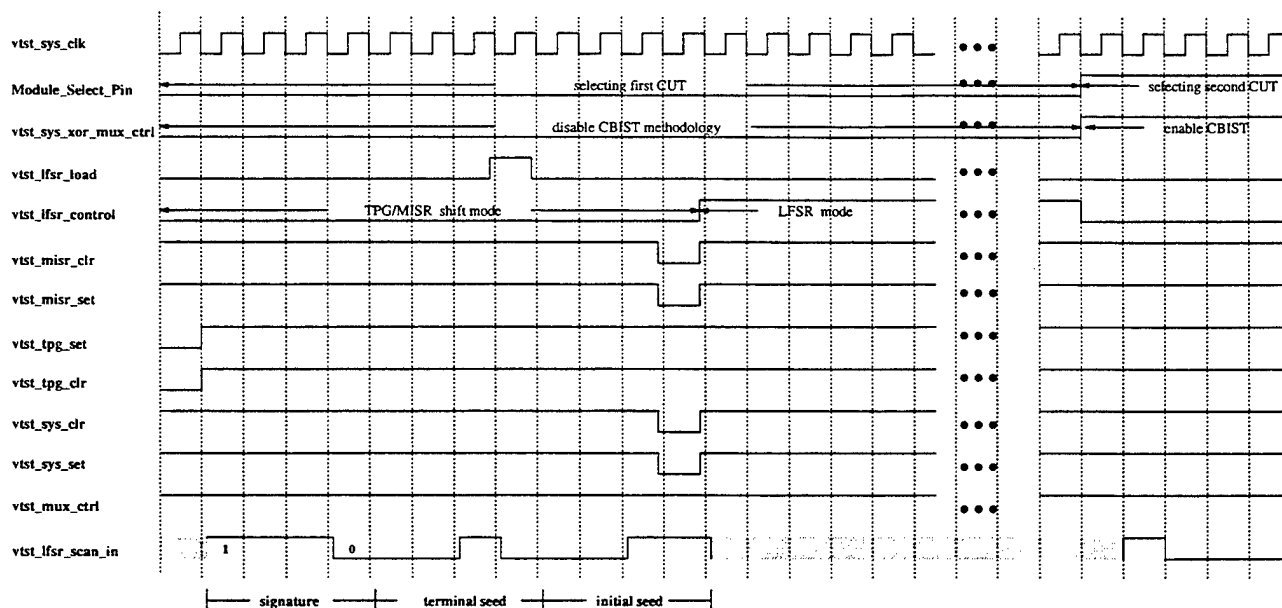 vtst_sys_clk
Module_Select_Pin
selecting first CUT
selecting second CUT
vtst_sys_xor_mux_ctrl
disable CBIST methodology
enable CBIST
vtst_lfsr_load
vtst_lfsr_control
TPG/MISR shift mode
LFSR mode
vtst_misr_clr
vtst_misr_set
vtst_tpg_set
vtst_tpg_clr
vtst_sys_clr
vtst_sys_set
vtst_mux_ctrl
vtst_lfsr_scan_in
1
0
signature
terminal seed
initial seed